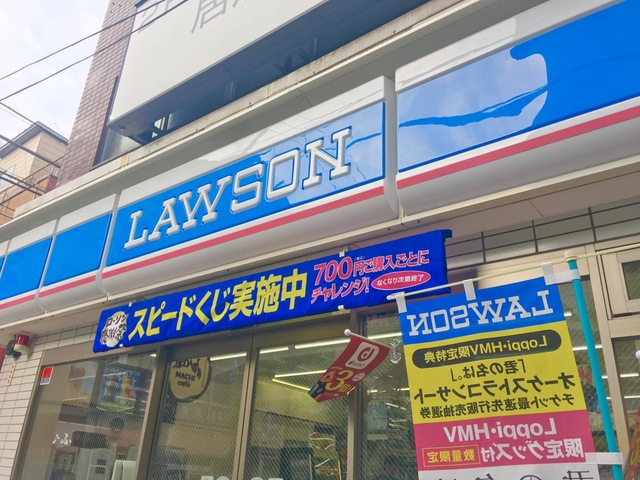 LAWSON
スピードくじ実施中
700円(税込)ご購入ごとに
チャレンジ!
なくなり次第終了
LAWSON
Loppi・HMV限定特典
「君の名は。」
オーケストラコンサート
チケット最速先行販売抽選券
Loppi・HMV
限定グッズ付
数量限定